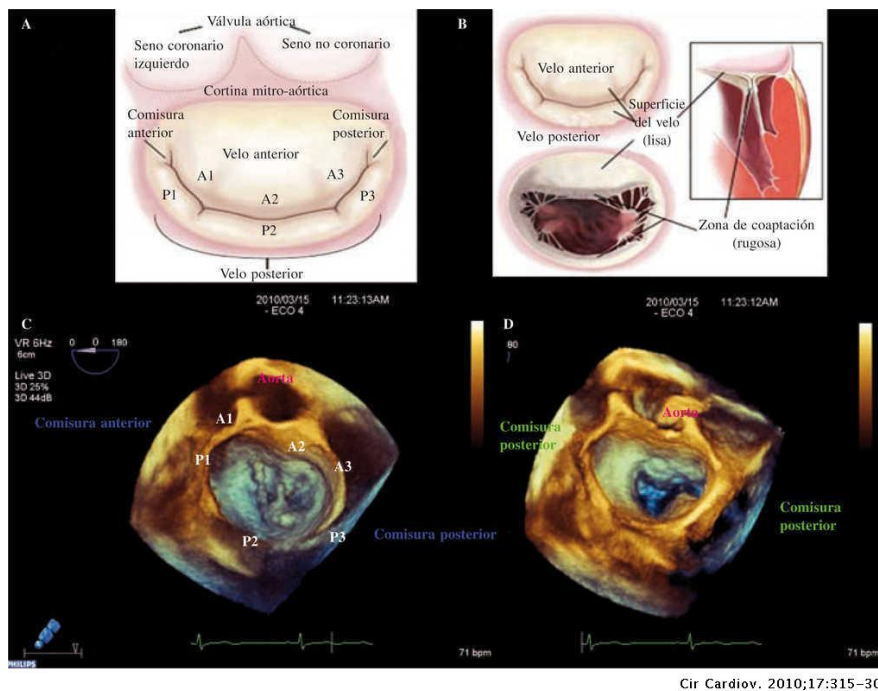 A
Válvula aórtica
Seno coronario
izquierdo
Seno no coronario
Cortina mitro-aórtica
Comisura
anterior
Comisura
posterior
Velo anterior
A1
A3
P1
A2
P3
P2
Velo posterior
B
Velo anterior
Superficie
del velo
(lisa)
Velo posterior
Zona de coaptación
(rugosa)
2010/03/15
11:23:13AM
- ECO 4
C
VR 6Hz
6cm
0 0 180
Live 3D
3D 25%
3D 44dB
Aorta
Comisura anterior
A1
A2
P1
A3
P2
P3
Comisura posterior
71 bpm
PHILIPS
2010/03/15
11:23:12AM
- ECO 4
D
80
Aorta
Comisura
posterior
Comisura
posterior
71 bpm
Cir Cardiov. 2010;17:315-30